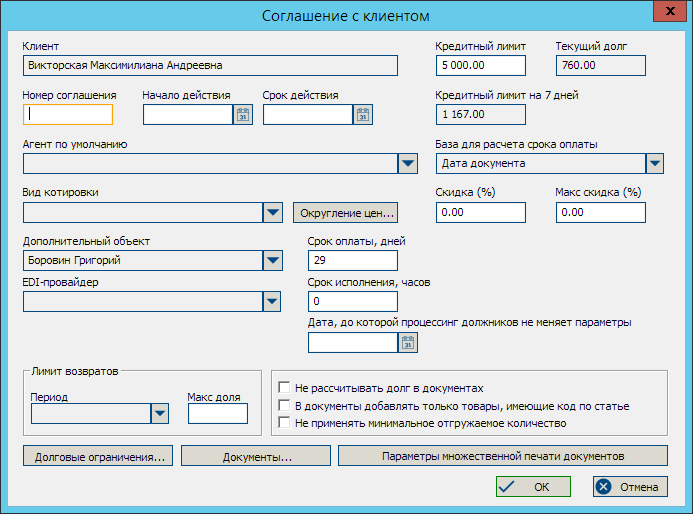 Соглашение с клиентом
x
Клиент Кредитный лимит Текущий долг
Викторская Максимилиана Андреевна 5 000.00 760.00
Номер соглашения Начало действия Срок действия Кредитный лимит на 7 дней
31 31 1 167.00
Агент по умолчанию База для расчета срока оплаты
Дата документа
Вид котировки Скидка (%) Макс скидка (%)
Округление цен... 0.00 0.00
Дополнительный объект Срок оплаты, дней
Боровин Григорий 29
EDI-провайдер Срок исполнения, часов
0
Дата, до которой процессинг должников не меняет параметры
31
Лимит возвратов
Период Макс доля
Не рассчитывать долг в документах
В документы добавлять только товары, имеющие код по статье
Не применять минимальное отгружаемое количество
Долговые ограничения... Документы... Параметры множественной печати документов
OK Отмена